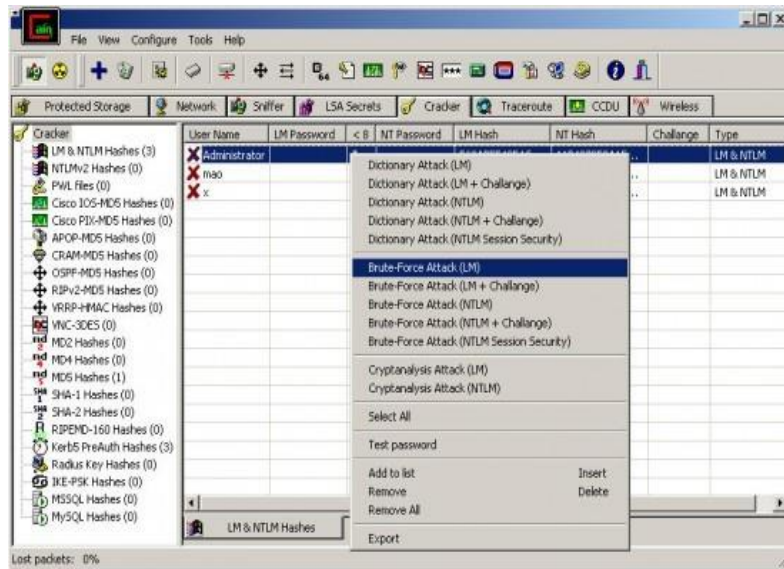 Cain
File View Configure Tools Help
Protected Storage Network Sniffer LSA Secrets Cracker Traceroute CCDU Wireless
Cracker
LM & NTLM Hashes (3)
NTLMv2 Hashes (0)
PWL files (0)
Cisco IOS-MD5 Hashes (0)
Cisco PIX-MD5 Hashes (0)
APOP-MD5 Hashes (0)
CRAM-MD5 Hashes (0)
OSPF-MD5 Hashes (0)
RIPv2-MD5 Hashes (0)
VRRP-HMAC Hashes (0)
VNC-3DES (0)
MD2 Hashes (0)
MD4 Hashes (0)
MD5 Hashes (1)
SHA-1 Hashes (0)
SHA-2 Hashes (0)
RIPEMD-160 Hashes (0)
Kerb5 PreAuth Hashes (3)
Radius Key Hashes (0)
IKE-PSK Hashes (0)
MSSQL Hashes (0)
MySQL Hashes (0)
User Name LM Password < 8 NT Password LM Hash NT Hash Challange Type
Administrator LM & NTLM
mao LM & NTLM
x LM & NTLM
Dictionary Attack (LM)
Dictionary Attack (LM + Challange)
Dictionary Attack (NTLM)
Dictionary Attack (NTLM + Challange)
Dictionary Attack (NTLM Session Security)
Brute-Force Attack (LM)
Brute-Force Attack (LM + Challange)
Brute-Force Attack (NTLM)
Brute-Force Attack (NTLM + Challange)
Brute-Force Attack (NTLM Session Security)
Cryptanalysis Attack (LM)
Cryptanalysis Attack (NTLM)
Select All
Test password
Add to list Insert
Remove Delete
Remove All
Export
LM & NTLM Hashes
Lost packets: 0%